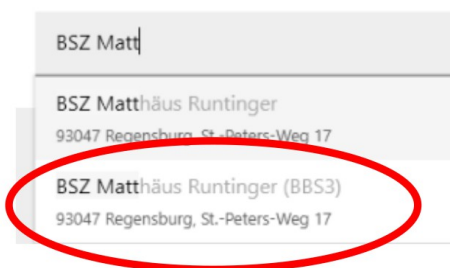 BSZ Matt
BSZ Matthäus Runtinger
93047 Regensburg, St.-Peters-Weg 17
BSZ Matthäus Runtinger (BBS3)
93047 Regensburg, St.-Peters-Weg 17